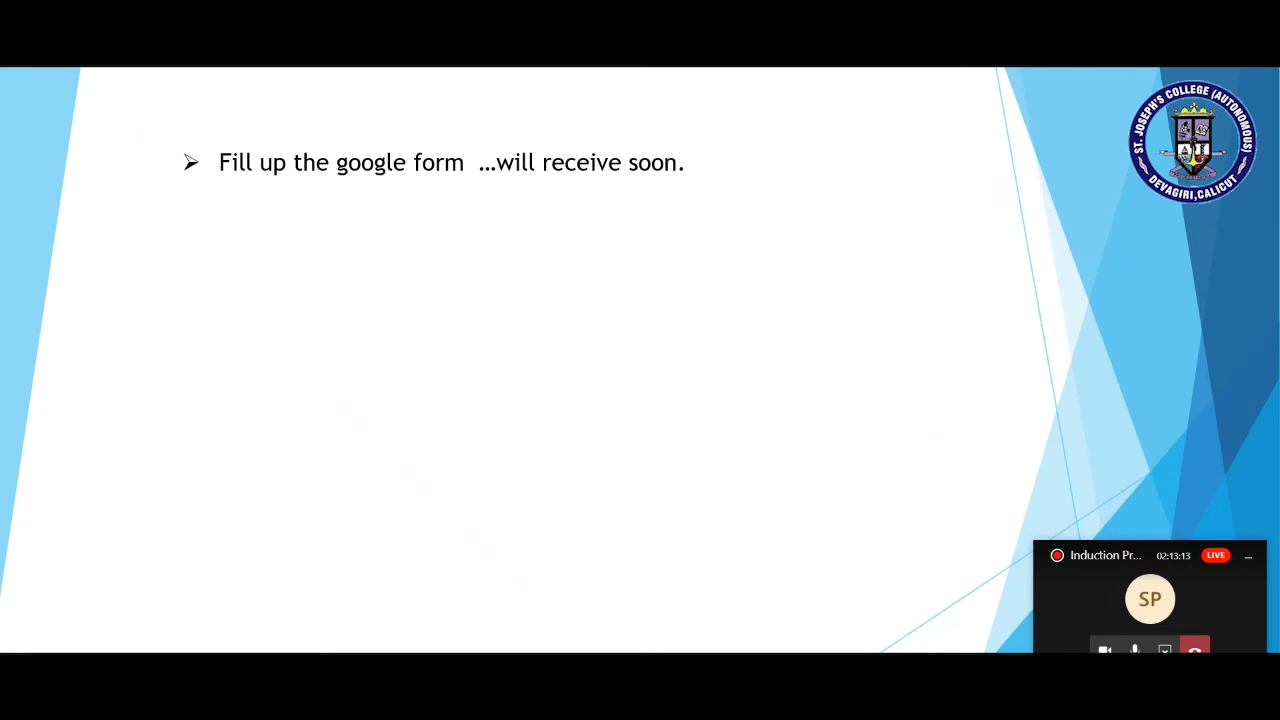 ST. JOSEPH'S COLLEGE (AUTONOMOUS)
DEVAGIRI, CALICUT
➢ Fill up the google form ...will receive soon.
Induction Pr... 02:13:13 LIVE
SP